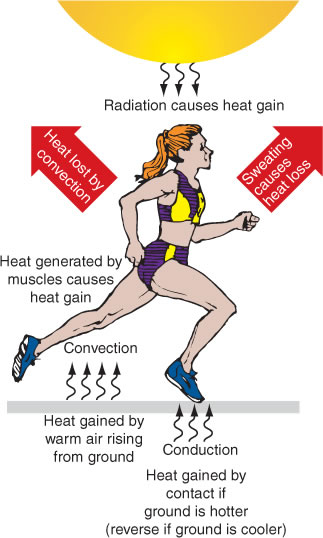 Radiation causes heat gain
Heat lost by
convection
Sweating
causes
heat loss
Heat generated by
muscles causes
heat gain
Convection
Heat gained by
warm air rising
from ground
Conduction
Heat gained by
contact if
ground is hotter
(reverse if ground is cooler)